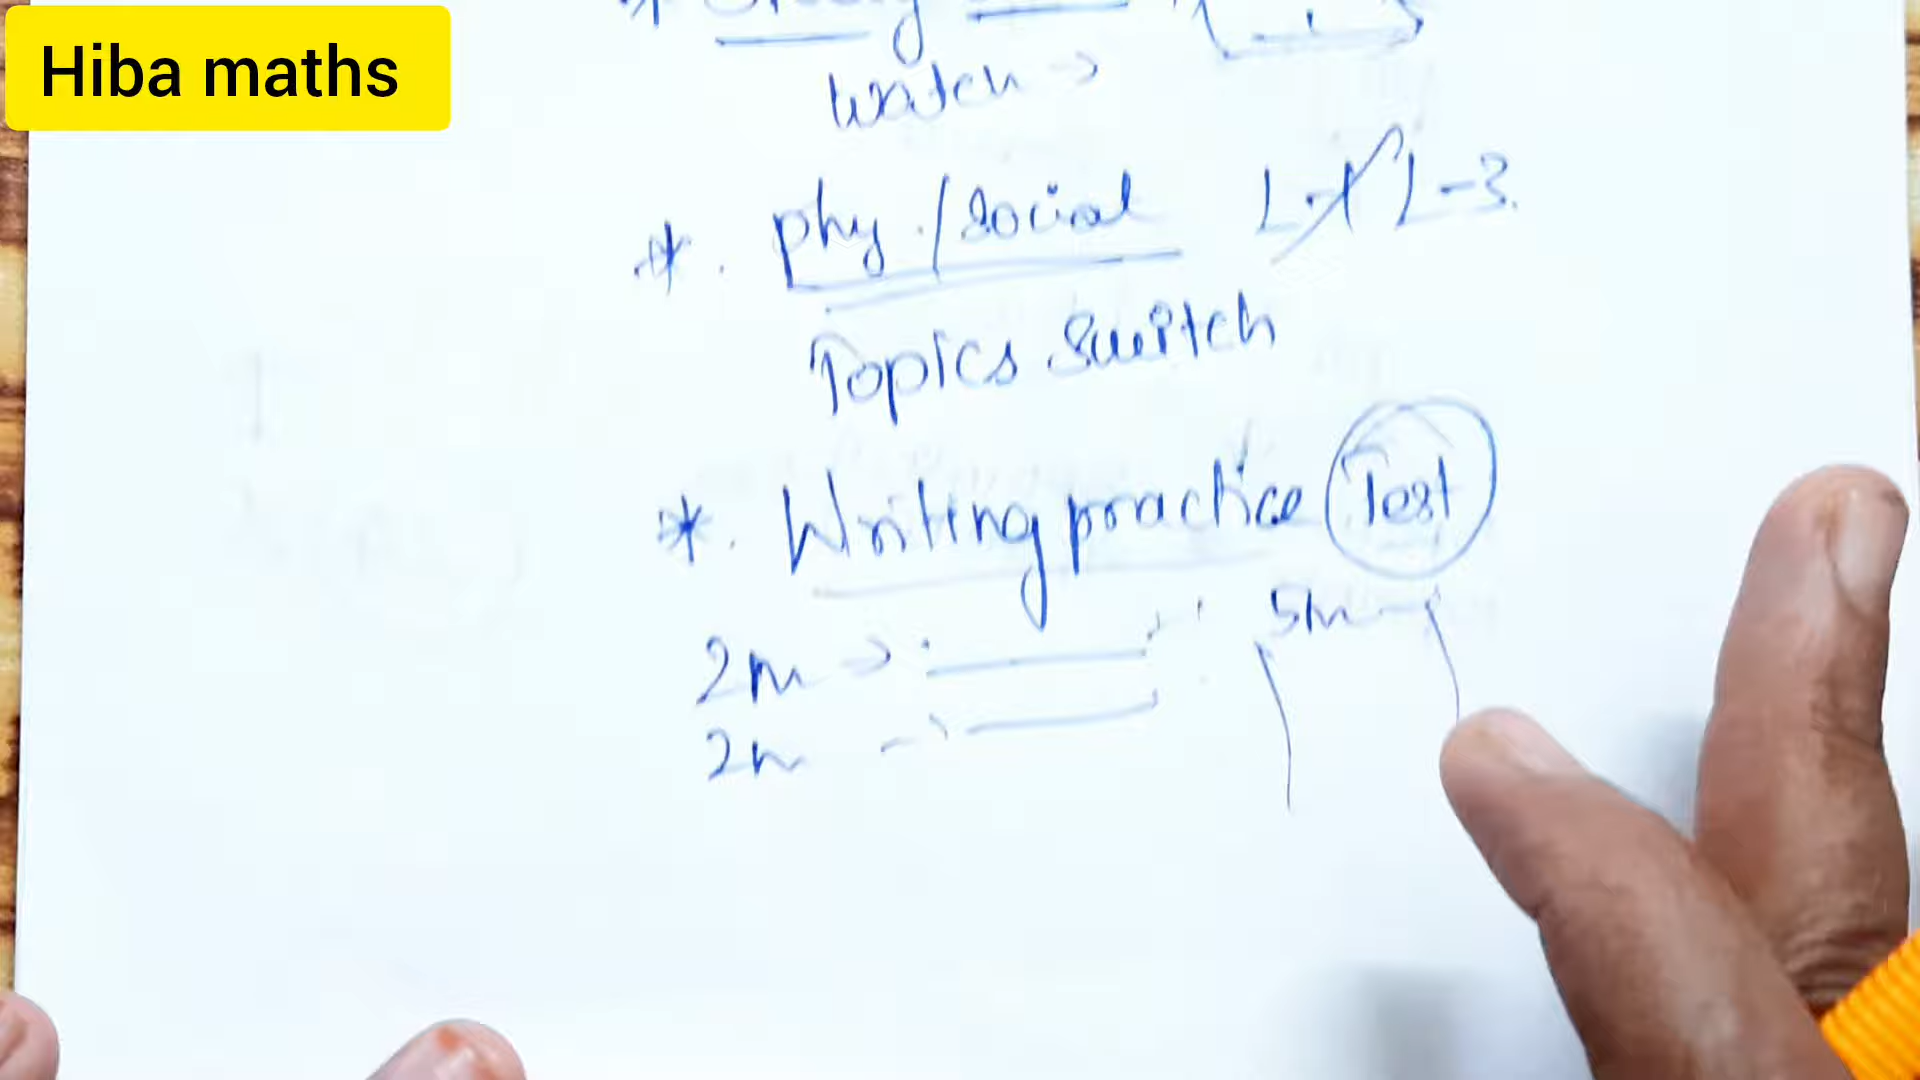 Hiba maths
watch →
*. phy./social L-1 L-3.
Topics switch
*. Writing practice Test
2m → 5m
2m